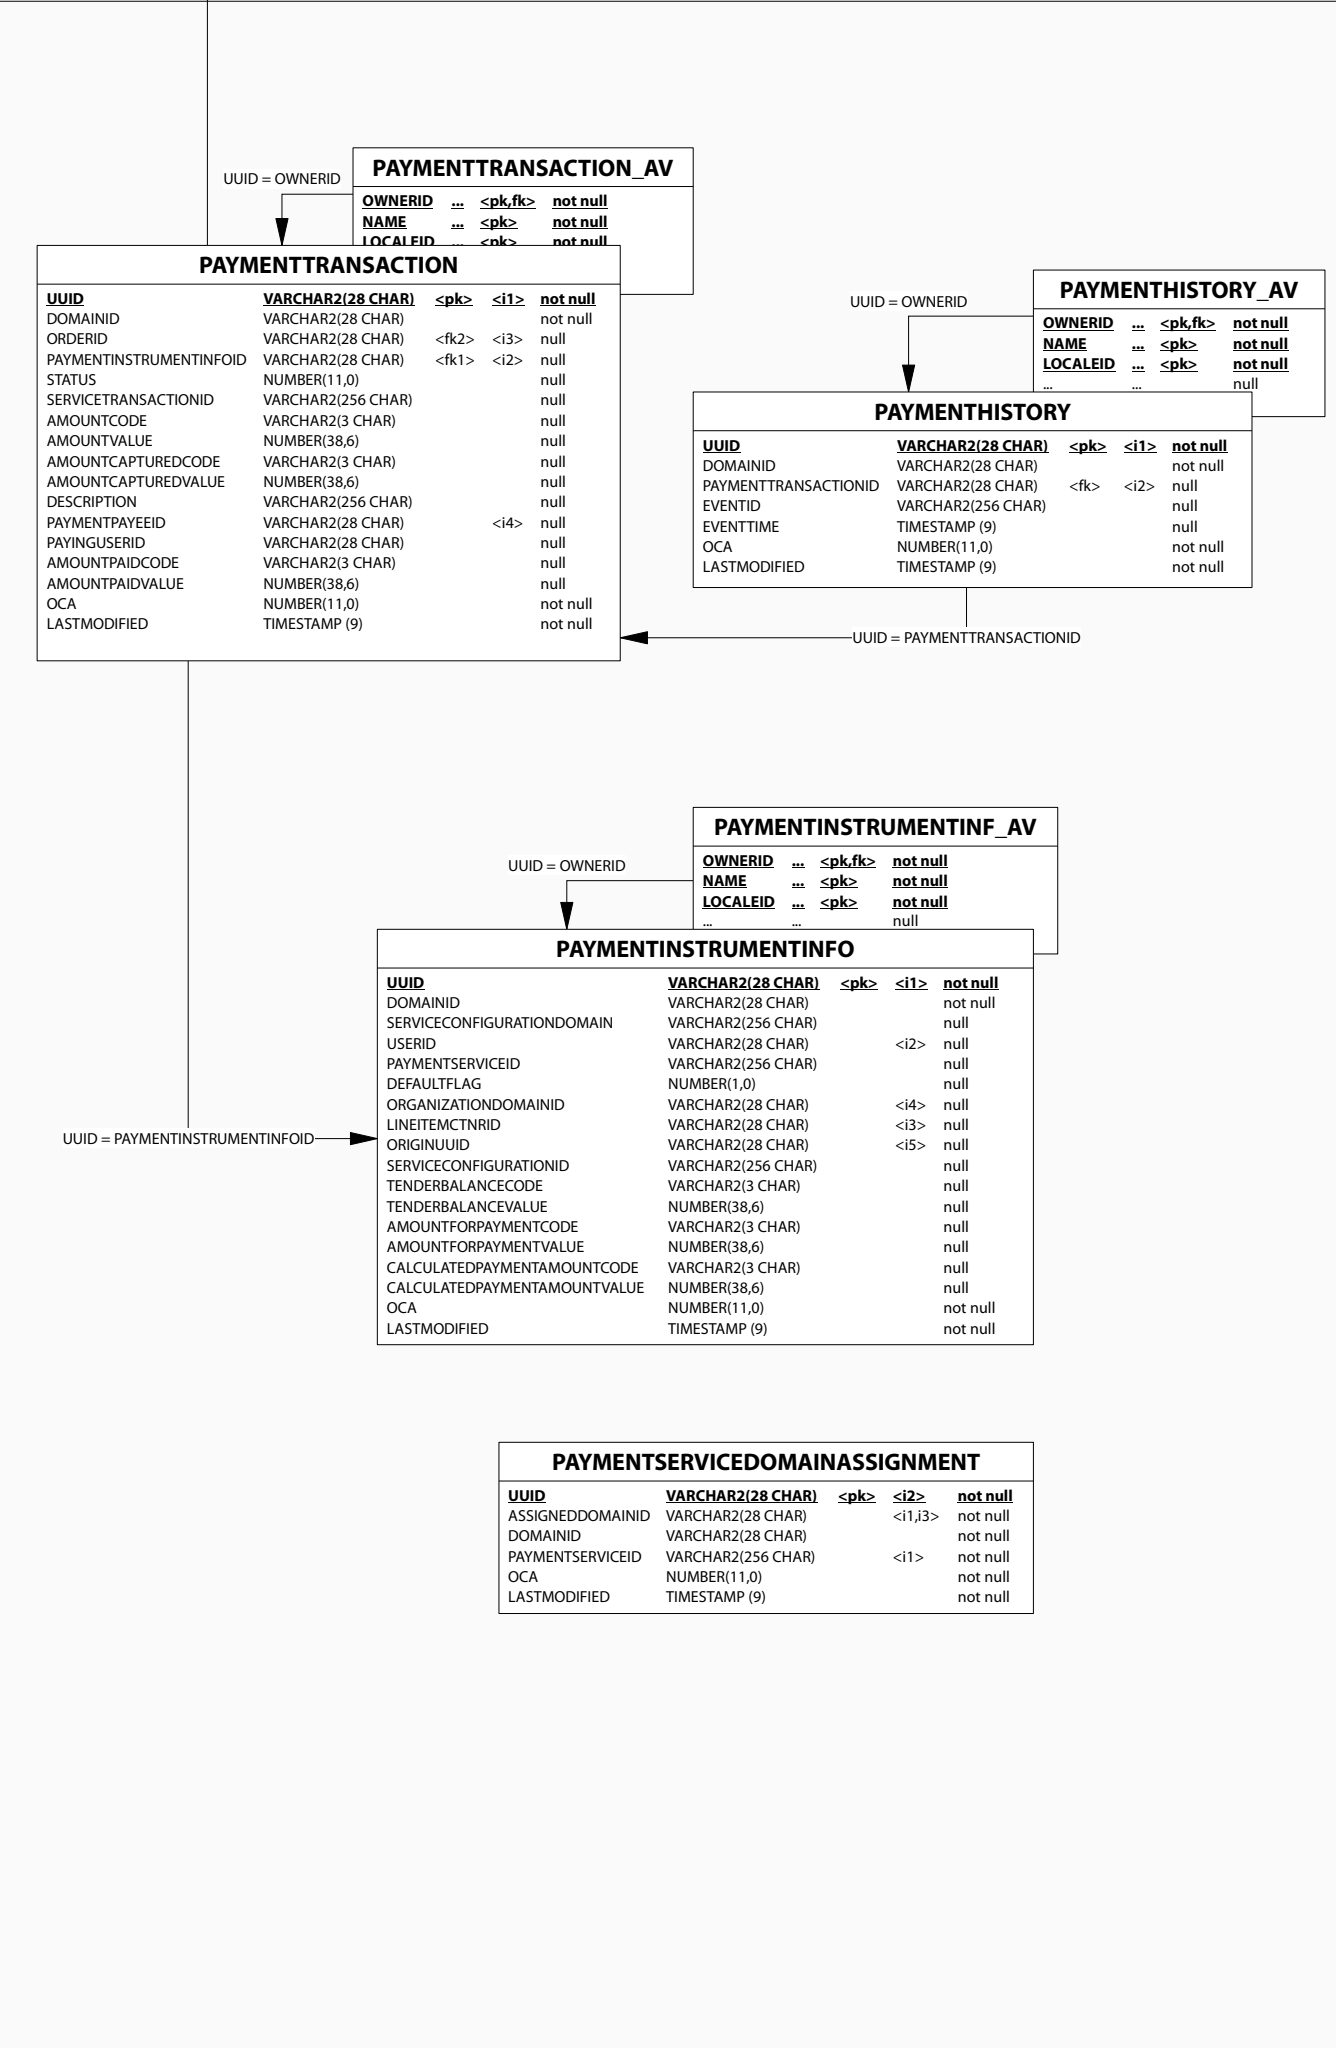 PAYMENTTRANSACTION_AV
UUID = OWNERID
OWNERID ... <pk,fk> not null
NAME ... <pk> not null
LOCALEID ... <pk> not null
PAYMENTTRANSACTION
UUID VARCHAR2(28 CHAR) <pk> <i1> not null
DOMAINID VARCHAR2(28 CHAR) not null
ORDERID VARCHAR2(28 CHAR) <fk2> <i3> null
PAYMENTINSTRUMENTINFOID VARCHAR2(28 CHAR) <fk1> <i2> null
STATUS NUMBER(11,0) null
SERVICETRANSACTIONID VARCHAR2(256 CHAR) null
AMOUNTCODE VARCHAR2(3 CHAR) null
AMOUNTVALUE NUMBER(38,6) null
AMOUNTCAPTUREDCODE VARCHAR2(3 CHAR) null
AMOUNTCAPTUREDVALUE NUMBER(38,6) null
DESCRIPTION VARCHAR2(256 CHAR) null
PAYMENTPAYEEID VARCHAR2(28 CHAR) <i4> null
PAYINGUSERID VARCHAR2(28 CHAR) null
AMOUNTPAIDCODE VARCHAR2(3 CHAR) null
AMOUNTPAIDVALUE NUMBER(38,6) null
OCA NUMBER(11,0) not null
LASTMODIFIED TIMESTAMP (9) not null
PAYMENTHISTORY_AV
UUID = OWNERID
OWNERID ... <pk,fk> not null
NAME ... <pk> not null
LOCALEID ... <pk> not null
... ... null
PAYMENTHISTORY
UUID VARCHAR2(28 CHAR) <pk> <i1> not null
DOMAINID VARCHAR2(28 CHAR) not null
PAYMENTTRANSACTIONID VARCHAR2(28 CHAR) <fk> <i2> null
EVENTID VARCHAR2(256 CHAR) null
EVENTTIME TIMESTAMP (9) null
OCA NUMBER(11,0) not null
LASTMODIFIED TIMESTAMP (9) not null
UUID = PAYMENTTRANSACTIONID
PAYMENTINSTRUMENTINF_AV
UUID = OWNERID
OWNERID ... <pk,fk> not null
NAME ... <pk> not null
LOCALEID ... <pk> not null
... ... null
PAYMENTINSTRUMENTINFO
UUID VARCHAR2(28 CHAR) <pk> <i1> not null
DOMAINID VARCHAR2(28 CHAR) not null
SERVICECONFIGURATIONDOMAIN VARCHAR2(256 CHAR) null
USERID VARCHAR2(28 CHAR) <i2> null
PAYMENTSERVICEID VARCHAR2(256 CHAR) null
DEFAULTFLAG NUMBER(1,0) null
ORGANIZATIONDOMAINID VARCHAR2(28 CHAR) <i4> null
LINEITEMCTNRID VARCHAR2(28 CHAR) <i3> null
ORIGINUUID VARCHAR2(28 CHAR) <i5> null
SERVICECONFIGURATIONID VARCHAR2(256 CHAR) null
TENDERBALANCECODE VARCHAR2(3 CHAR) null
TENDERBALANCEVALUE NUMBER(38,6) null
AMOUNTFORPAYMENTCODE VARCHAR2(3 CHAR) null
AMOUNTFORPAYMENTVALUE NUMBER(38,6) null
CALCULATEDPAYMENTAMOUNTCODE VARCHAR2(3 CHAR) null
CALCULATEDPAYMENTAMOUNTVALUE NUMBER(38,6) null
OCA NUMBER(11,0) not null
LASTMODIFIED TIMESTAMP (9) not null
UUID = PAYMENTINSTRUMENTINFOID
PAYMENTSERVICEDOMAINASSIGNMENT
UUID VARCHAR2(28 CHAR) <pk> <i2> not null
ASSIGNEDDOMAINID VARCHAR2(28 CHAR) <i1,i3> not null
DOMAINID VARCHAR2(28 CHAR) not null
PAYMENTSERVICEID VARCHAR2(256 CHAR) <i1> not null
OCA NUMBER(11,0) not null
LASTMODIFIED TIMESTAMP (9) not null